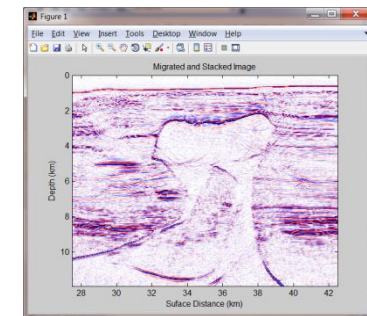 Figure 1
File Edit View Insert Tools Desktop Window Help
Migrated and Stacked Image
0
2
4
6
8
10
Depth (km)
28 30 32 34 36 38 40 42
Suface Distance (km)